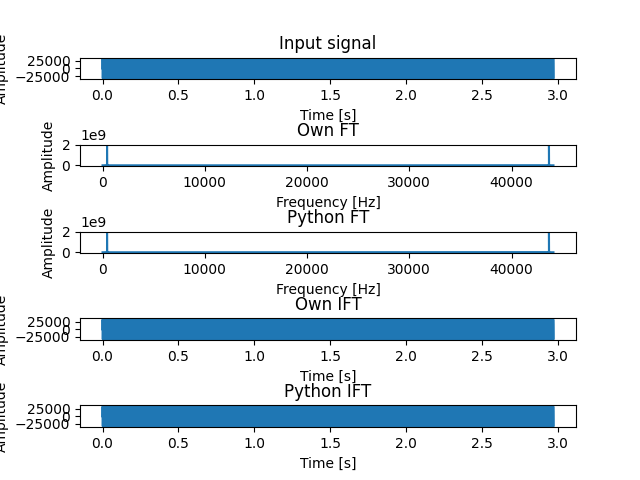 Input signal
Amplitude
25000
0
−25000
0.0 0.5 1.0 1.5 2.0 2.5 3.0
Time [s]
Own FT
1e9
Amplitude
2
0
0 10000 20000 30000 40000
Frequency [Hz]
Python FT
1e9
Amplitude
2
0
0 10000 20000 30000 40000
Frequency [Hz]
Own IFT
Amplitude
25000
0
−25000
0.0 0.5 1.0 1.5 2.0 2.5 3.0
Time [s]
Python IFT
Amplitude
25000
0
−25000
0.0 0.5 1.0 1.5 2.0 2.5 3.0
Time [s]